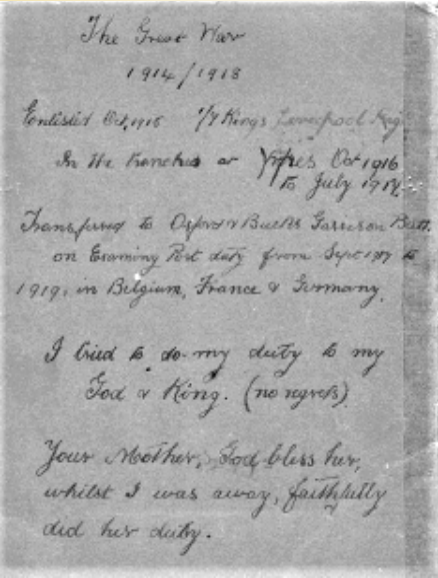 The Great War
1914/1918
Enlisted Oct, 1915 1/7 Kings Liverpool Reg
In the trenches at Ypres Oct 1916
to July 1917.
Transferred to Oxford & Bucks Garrison Batt.
on Examing Post duty from Sept 1917 to
1919, in Belgium, France & Germany.
I tried to do my duty to my
God & King. (no regrets)
Your Mother, God bless her,
whilst I was away, faithfully
did her duty.